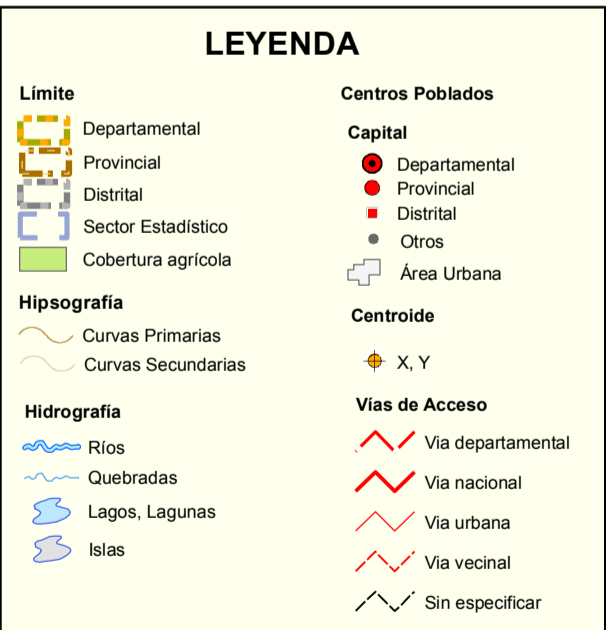 LEYENDA
Límite
Departamental
Provincial
Distrital
Sector Estadístico
Cobertura agrícola
Hipsografía
Curvas Primarias
Curvas Secundarias
Hidrografía
Ríos
Quebradas
Lagos, Lagunas
Islas
Centros Poblados
Capital
Departamental
Provincial
Distrital
Otros
Área Urbana
Centroide
X, Y
Vías de Acceso
Via departamental
Via nacional
Via urbana
Via vecinal
Sin especificar